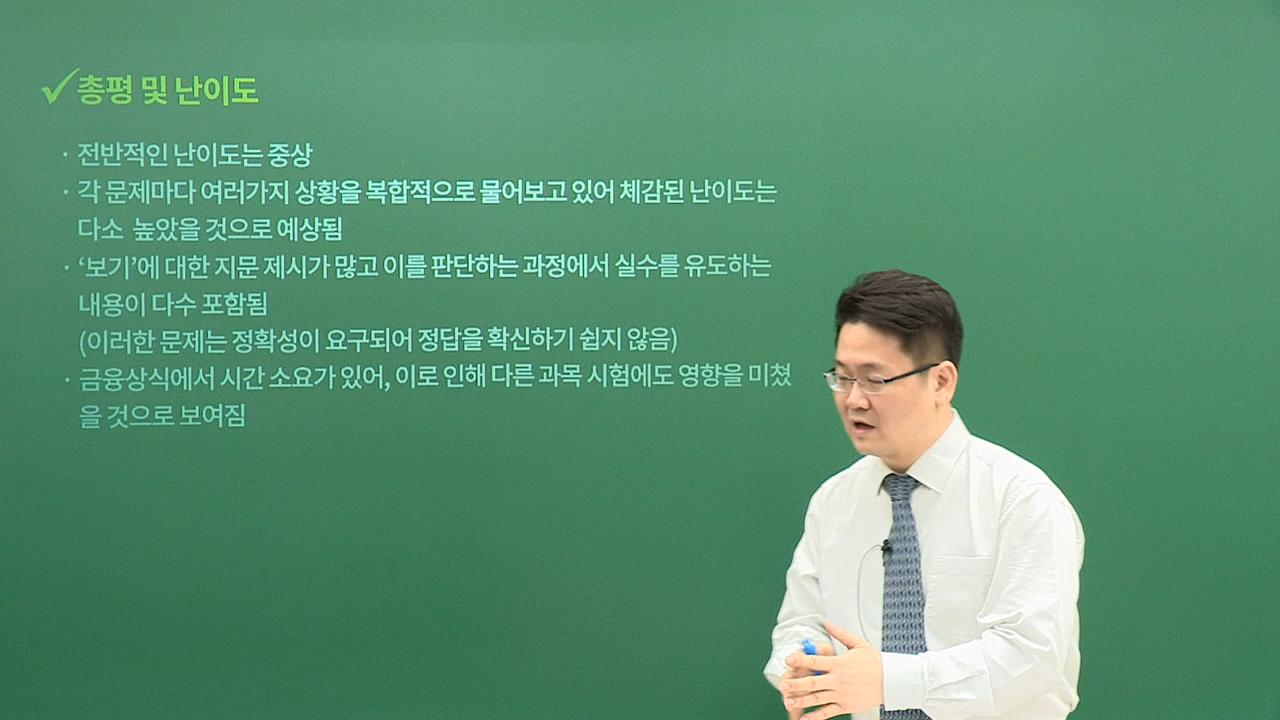 총평 및 난이도
· 전반적인 난이도는 중상
· 각 문제마다 여러가지 상황을 복합적으로 물어보고 있어 체감된 난이도는
다소 높았을 것으로 예상됨
· ‘보기’에 대한 지문 제시가 많고 이를 판단하는 과정에서 실수를 유도하는
내용이 다수 포함됨
(이러한 문제는 정확성이 요구되어 정답을 확신하기 쉽지 않음)
· 금융상식에서 시간 소요가 있어, 이로 인해 다른 과목 시험에도 영향을 미쳤
을 것으로 보여짐